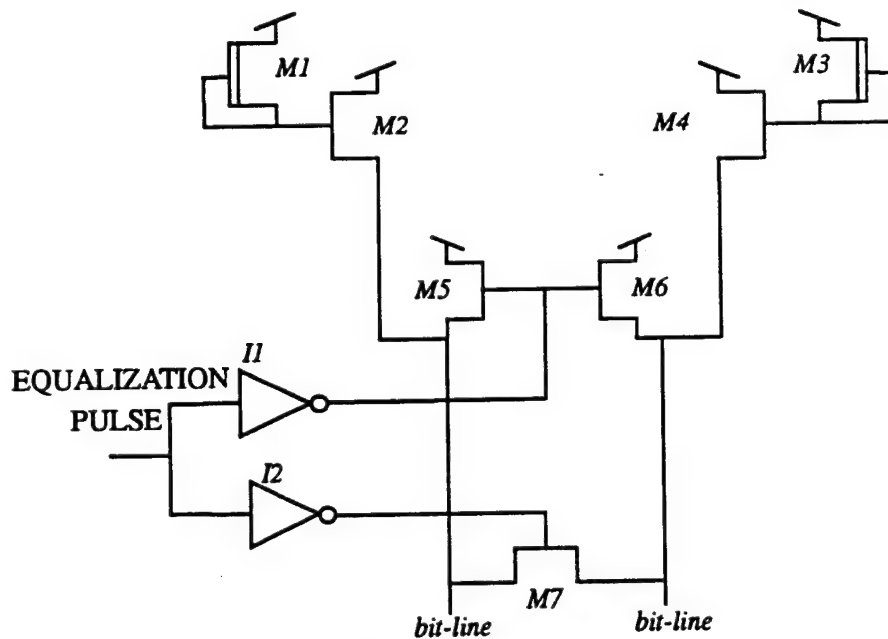 M1
M3
M2
M4
M5
M6
I1
EQUALIZATION
PULSE
I2
M7
bit-line
bit-line